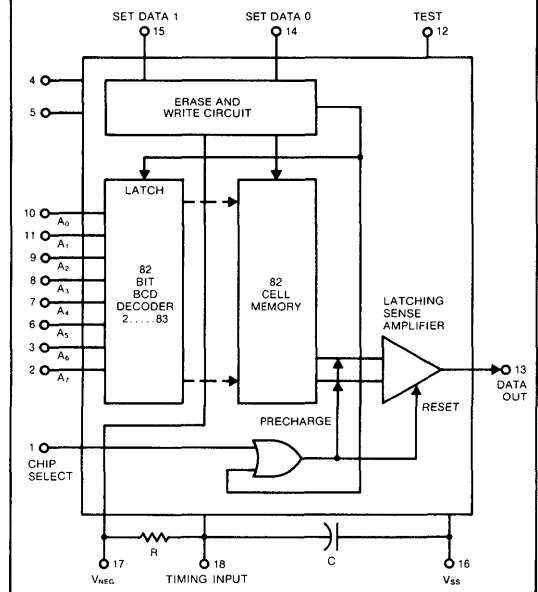 SET DATA 1
15
SET DATA 0
14
TEST
12
4
5
ERASE AND
WRITE CIRCUIT
LATCH
10 A₀
11 A₁
9 A₂
8 A₃
7 A₄
6 A₅
3 A₆
2 A₇
82
BIT
BCD
DECODER
2.....83
82
CELL
MEMORY
LATCHING
SENSE
AMPLIFIER
13
DATA
OUT
RESET
PRECHARGE
1
CHIP
SELECT
R
C
17
VNEG
18
TIMING INPUT
16
VSS